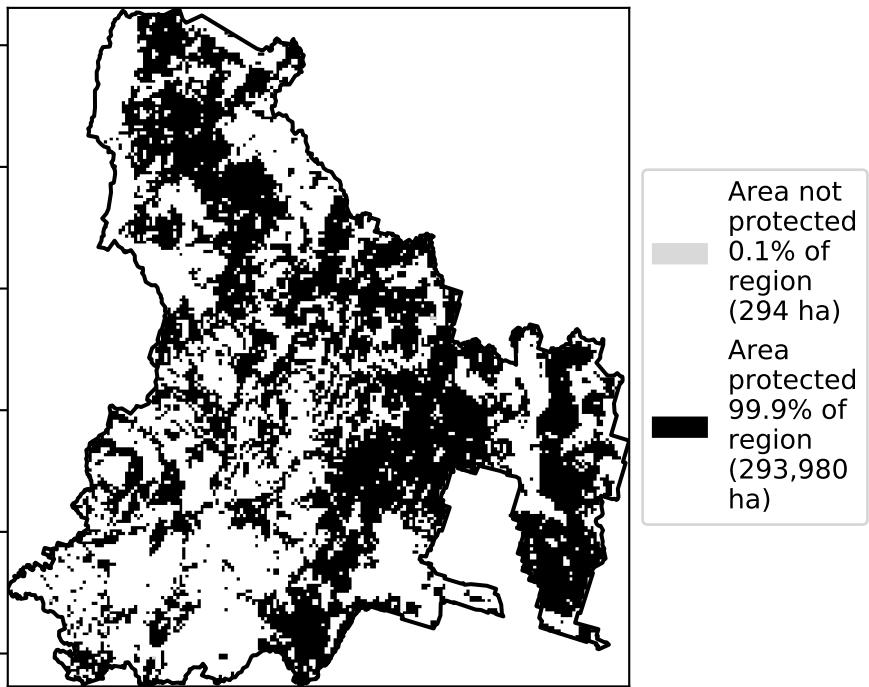 Area not
protected
0.1% of
region
(294 ha)
Area
protected
99.9% of
region
(293,980
ha)